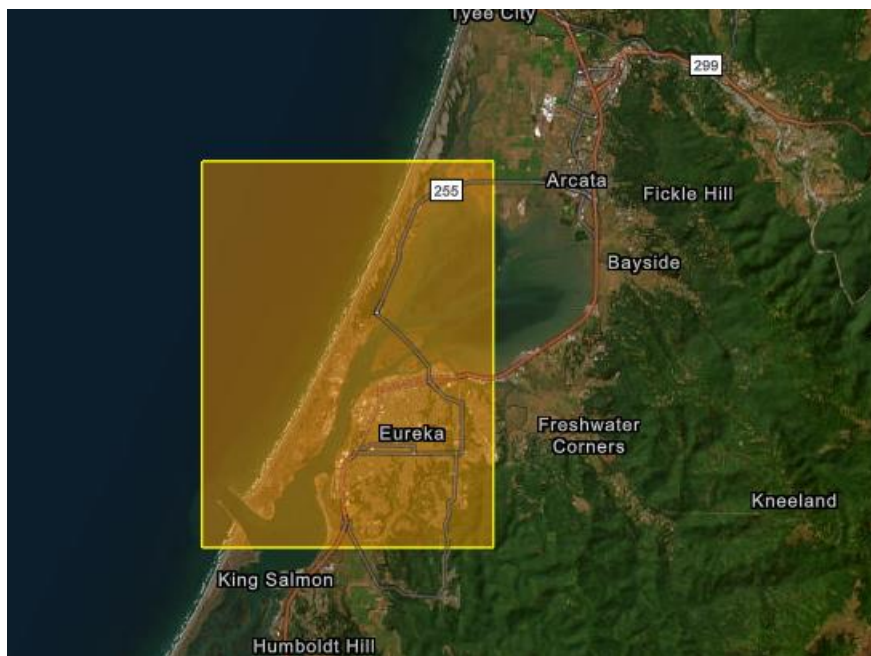 Tyee City
299
Arcata
255
Fickle Hill
Bayside
Eureka
Freshwater
Corners
Kneeland
King Salmon
Humboldt Hill